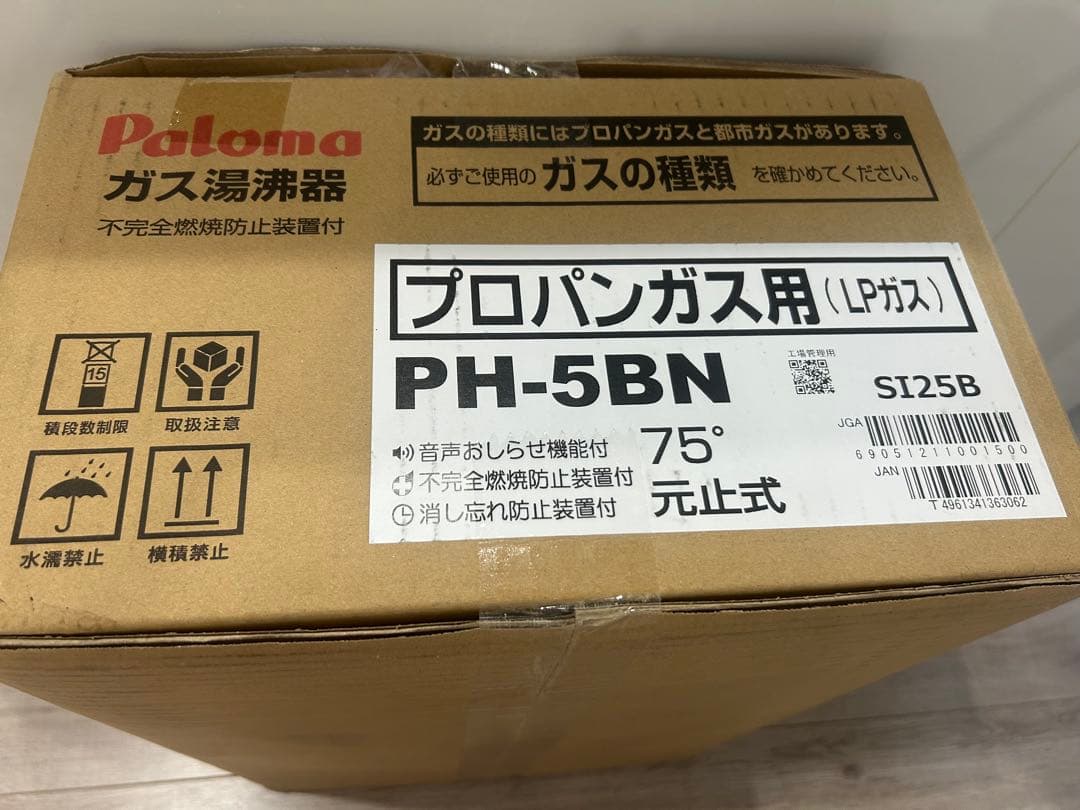 Paloma
ガス湯沸器
不完全燃焼防止装置付
ガスの種類にはプロパンガスと都市ガスがあります。
必ずご使用のガスの種類を確かめてください。
プロパンガス用（LPガス）
PH-5BN
工場管理用
SI25B
音声おしらせ機能付
不完全燃焼防止装置付
消し忘れ防止装置付
75°
元止式
JGA
69051211001500
JAN
T4961341363062
15
積段数制限
取扱注意
水濡禁止
横積禁止